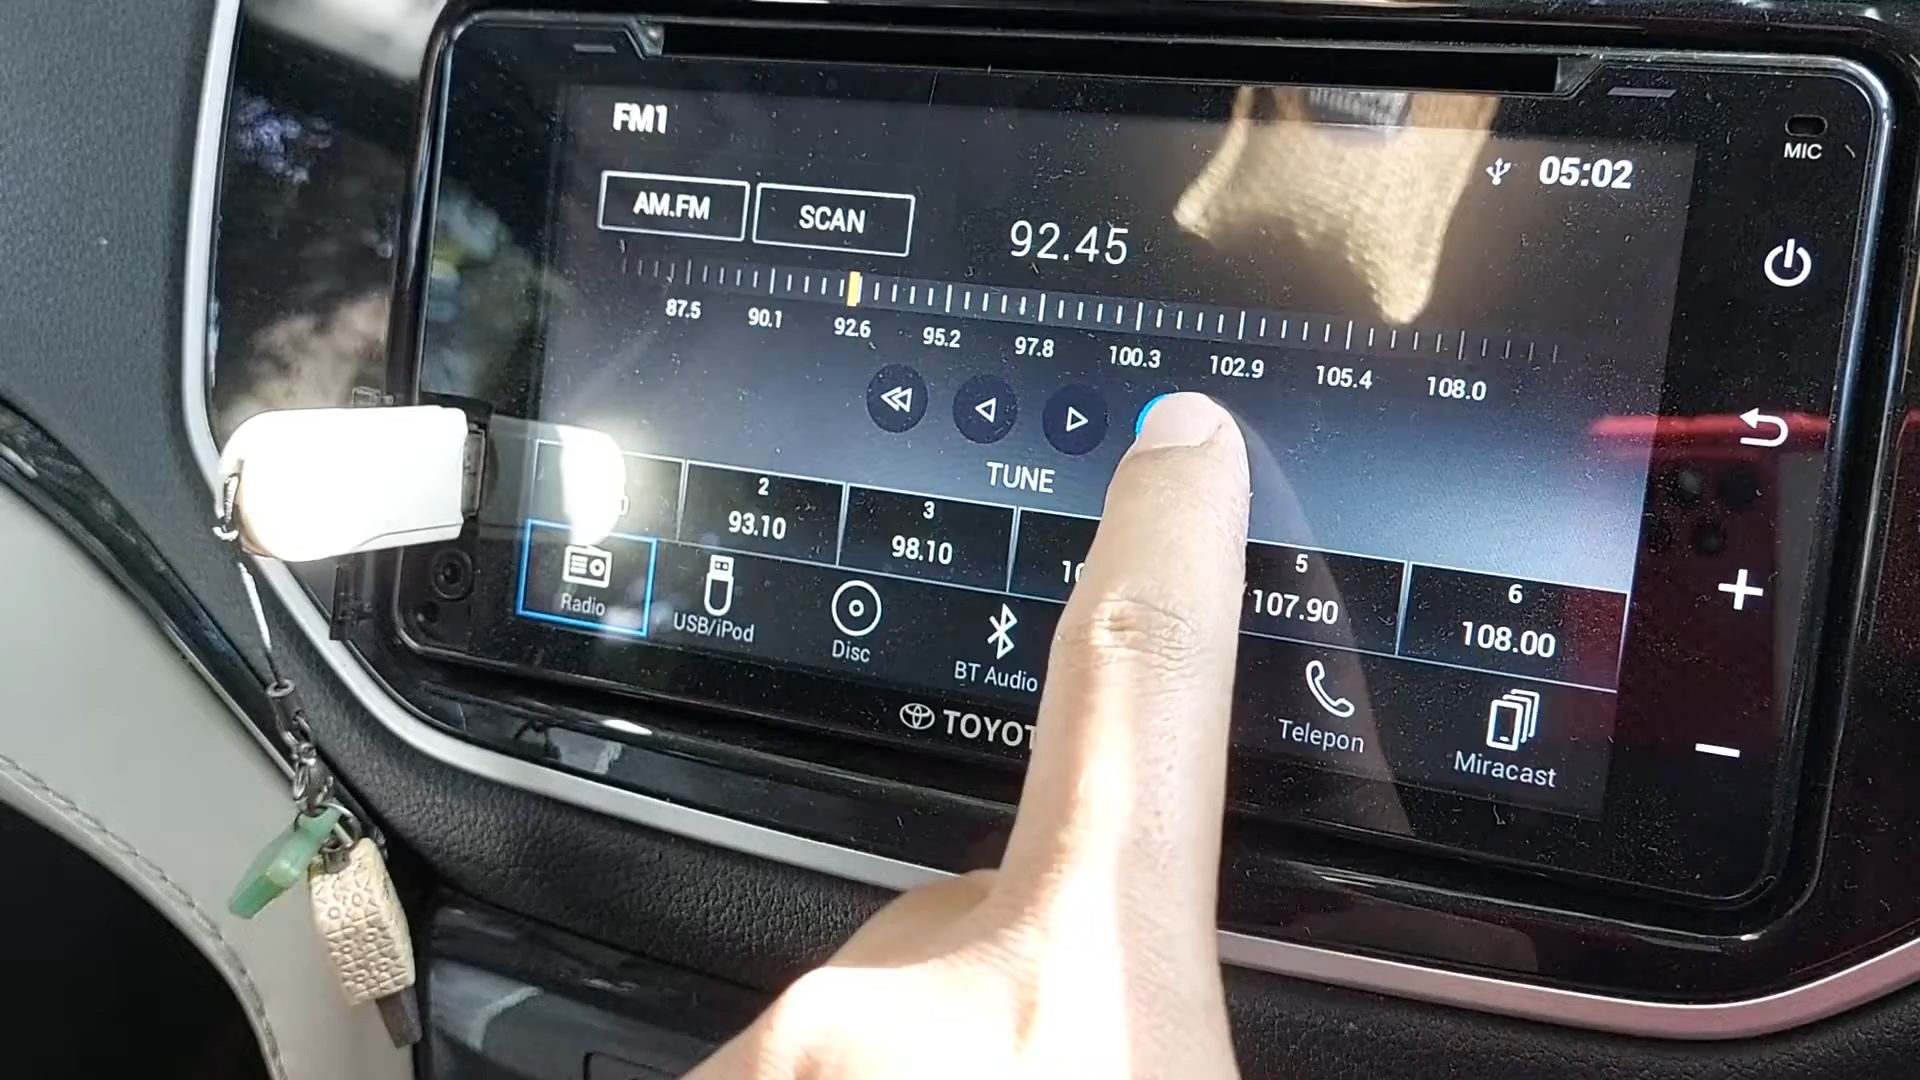 FM1
MIC
05:02
AM.FM
SCAN
92.45
87.5
90.1
92.6
95.2
97.8
100.3
102.9
105.4
108.0
TUNE
2
93.10
3
98.10
5
107.90
6
108.00
Radio
USB/iPod
Disc
BT Audio
Telepon
Miracast